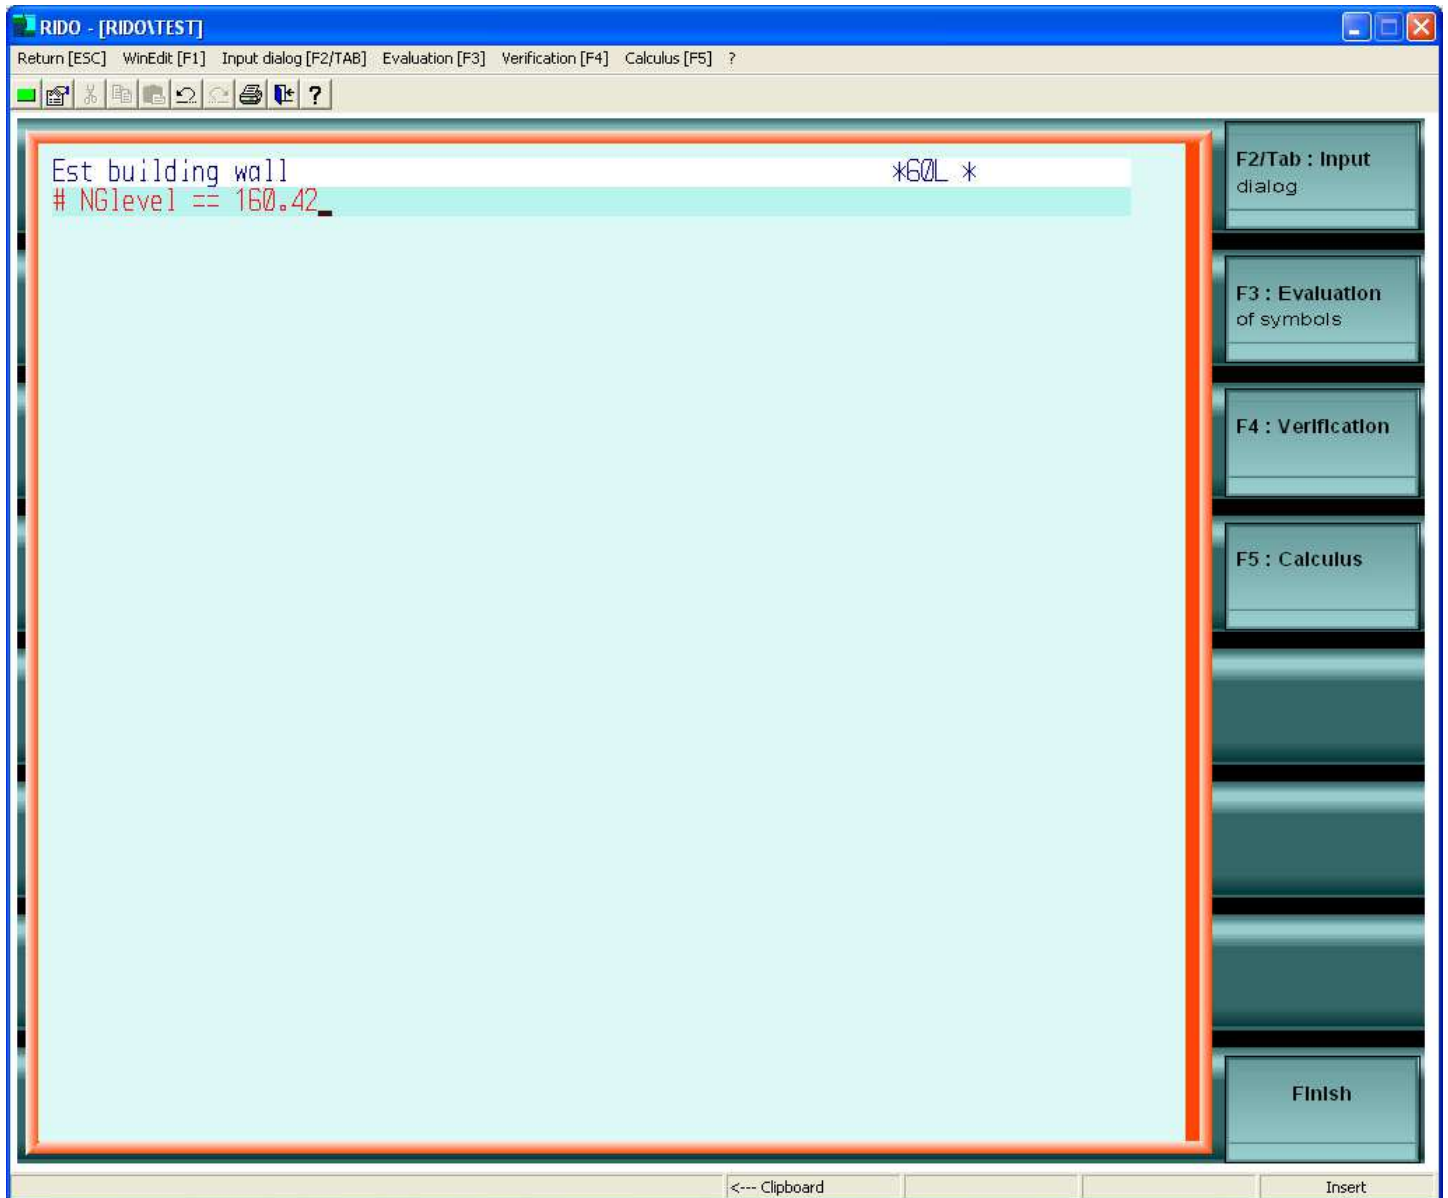 RIDO - [RIDO\TEST]
Return [ESC] WinEdit [F1] Input dialog [F2/TAB] Evaluation [F3] Verification [F4] Calculus [F5] ?
?
Est building wall *60L *
# NGlevel == 160.42_
F2/Tab : Input
dialog
F3 : Evaluation
of symbols
F4 : Verification
F5 : Calculus
Finish
<--- Clipboard Insert